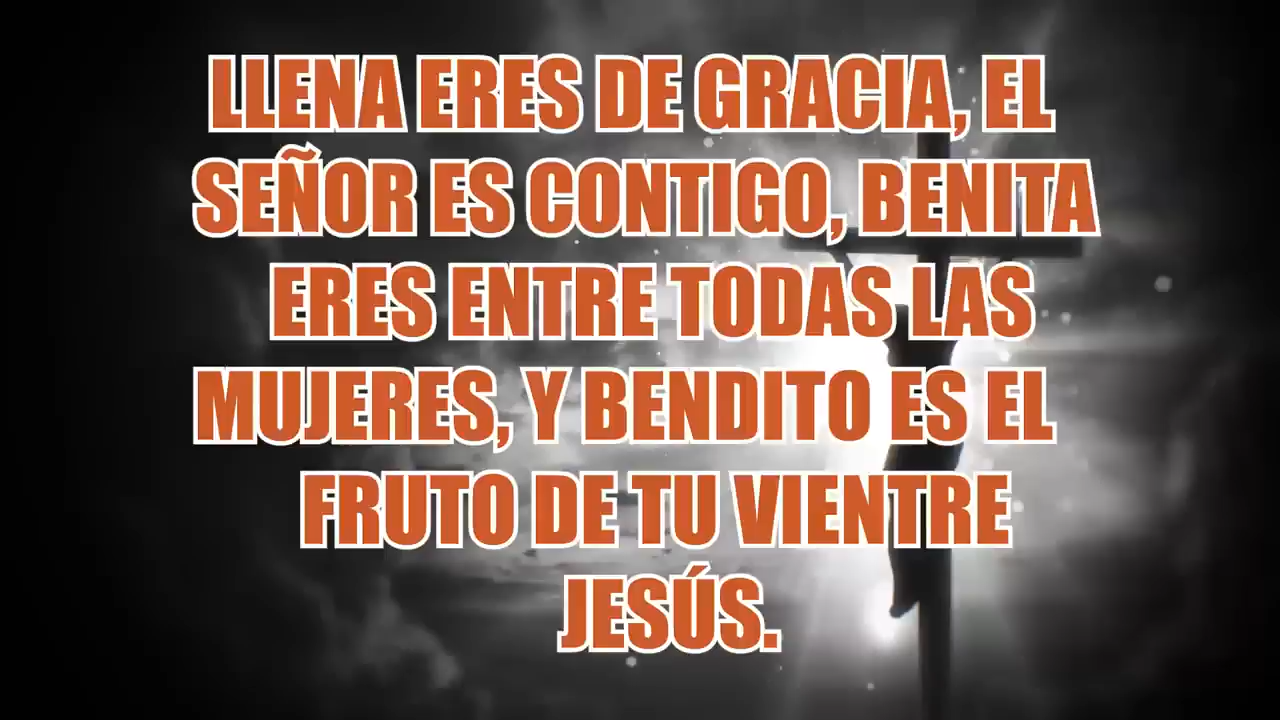 LLENA ERES DE GRACIA, EL
SEÑOR ES CONTIGO, BENITA
ERES ENTRE TODAS LAS
MUJERES, Y BENDITO ES EL
FRUTO DE TU VIENTRE
JESÚS.